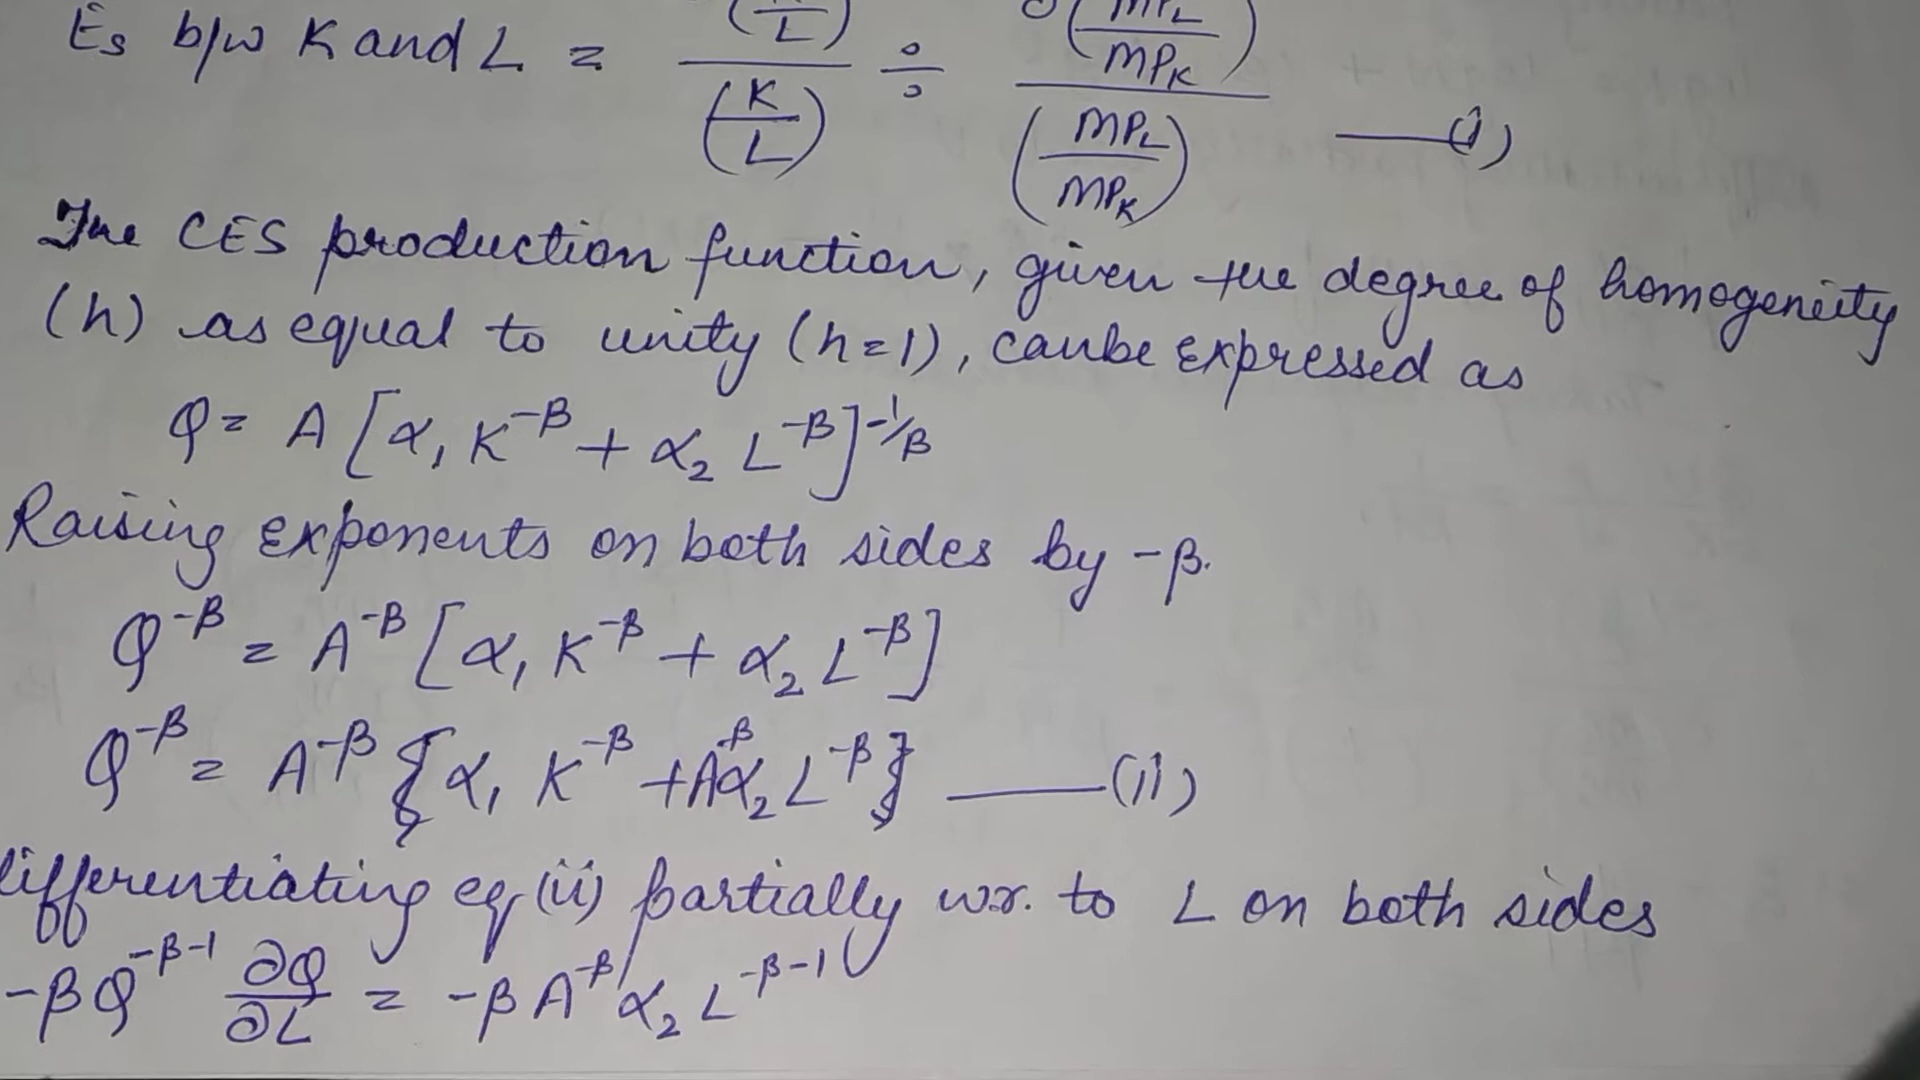 Es b/w K and L = (K/L) / (K/L) ÷ ∂(MPL/MPK) / (MPL/MPK) —(i)
The CES production function, given the degree of homogeneity
(h) as equal to unity (h=1), can be expressed as
Q = A [α₁ K^-β + α₂ L^-β]^-1/β
Raising exponents on both sides by -β.
Q^-β = A^-β [α₁ K^-β + α₂ L^-β]
Q^-β = A^-β {α₁ K^-β + A^-β α₂ L^-β} —(ii)
differentiating eq (ii) partially w.r. to L on both sides
-β Q^-β-1 ∂Q/∂L = -β A^-β α₂ L^-β-1